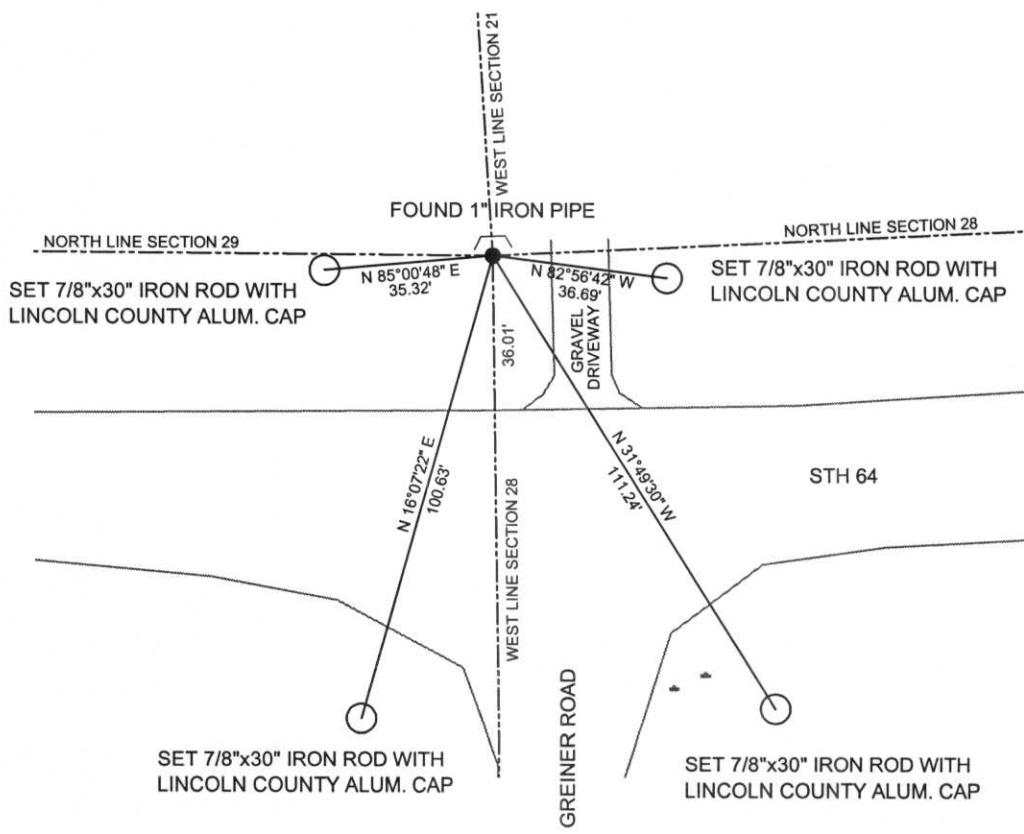 WEST LINE SECTION 21
FOUND 1" IRON PIPE
NORTH LINE SECTION 29
NORTH LINE SECTION 28
N 85°00'48" E
35.32'
N 82°56'42" W
36.69'
SET 7/8"x30" IRON ROD WITH
LINCOLN COUNTY ALUM. CAP
SET 7/8"x30" IRON ROD WITH
LINCOLN COUNTY ALUM. CAP
36.01'
GRAVEL
DRIVEWAY
N 16°07'22" E
100.63'
N 31°49'30" W
111.24'
STH 64
WEST LINE SECTION 28
GREINER ROAD
SET 7/8"x30" IRON ROD WITH
LINCOLN COUNTY ALUM. CAP
SET 7/8"x30" IRON ROD WITH
LINCOLN COUNTY ALUM. CAP